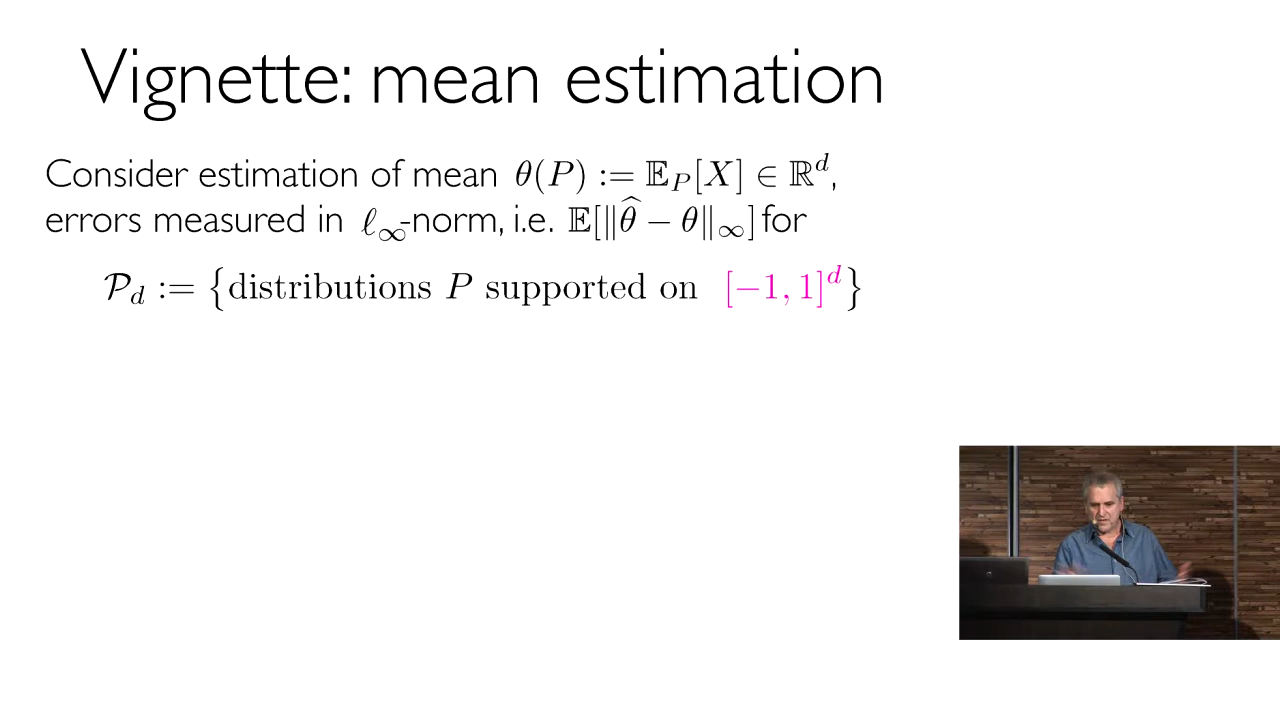 Vignette: mean estimation
Consider estimation of mean θ(P) := 𝔼_P[X] ∈ ℝ^d,
errors measured in ℓ_∞-norm, i.e. 𝔼[‖θ̂ − θ‖_∞] for
𝒫_d := {distributions P supported on [−1, 1]^d}